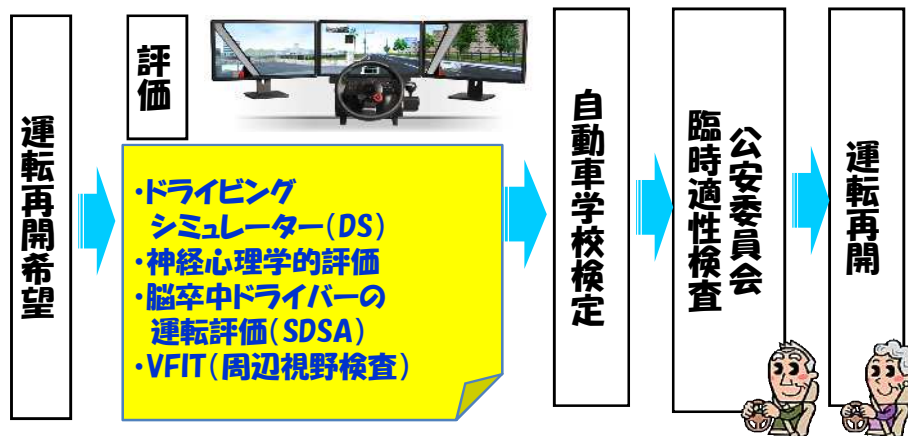 運転再開希望
評価
・ドライビング
シミュレーター(DS)
・神経心理学的評価
・脳卒中ドライバーの
運転評価(SDSA)
・VFIT(周辺視野検査)
自動車学校検定
公安委員会
臨時適性検査
運転再開